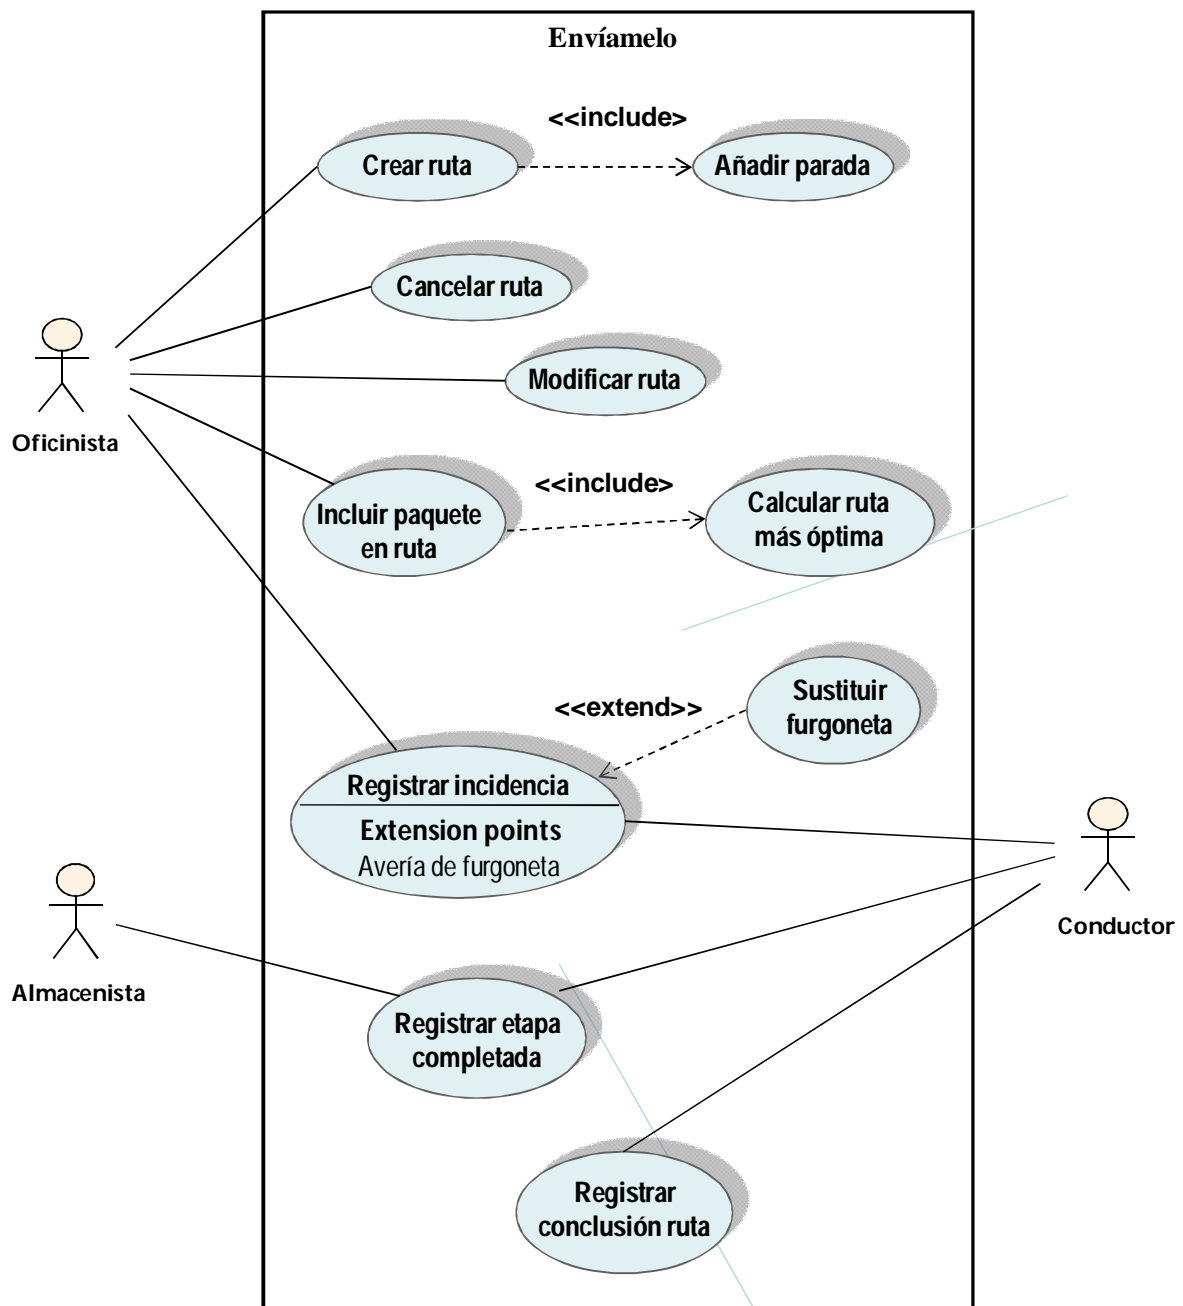 Envíamelo
<<include>
Crear ruta
Añadir parada
Cancelar ruta
Modificar ruta
Oficinista
<<include>
Incluir paquete
en ruta
Calcular ruta
más óptima
<<extend>>
Sustituir
furgoneta
Registrar incidencia
Extension points
Avería de furgoneta
Conductor
Almacenista
Registrar etapa
completada
Registrar
conclusión ruta